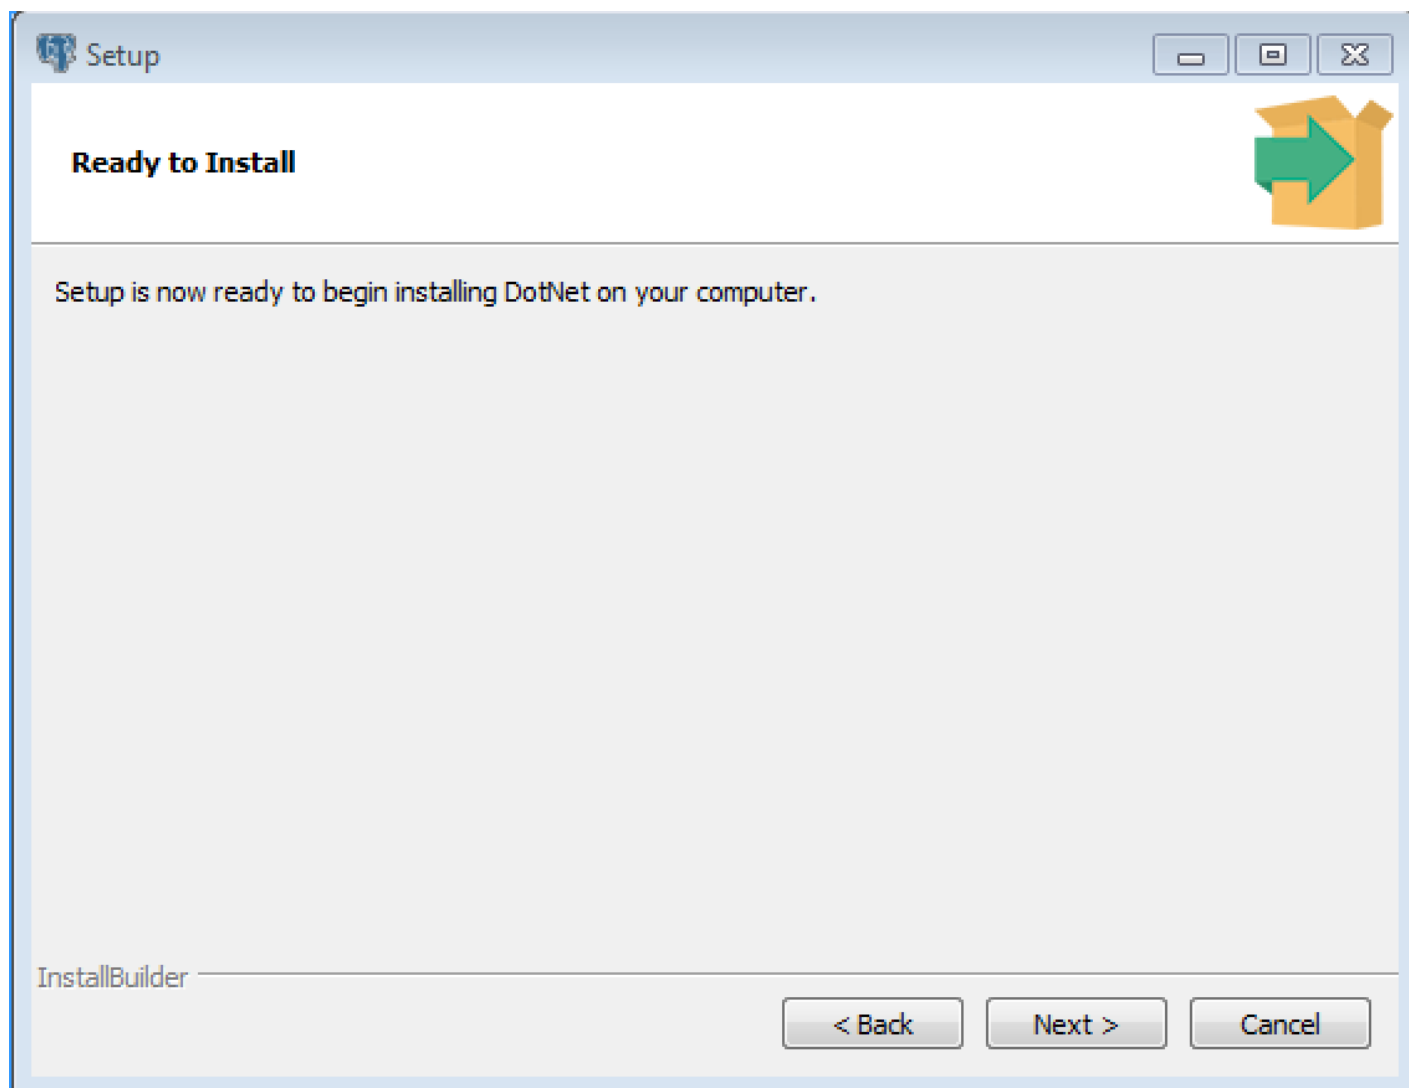 Setup
Ready to Install
Setup is now ready to begin installing DotNet on your computer.
InstallBuilder
< Back Next > Cancel